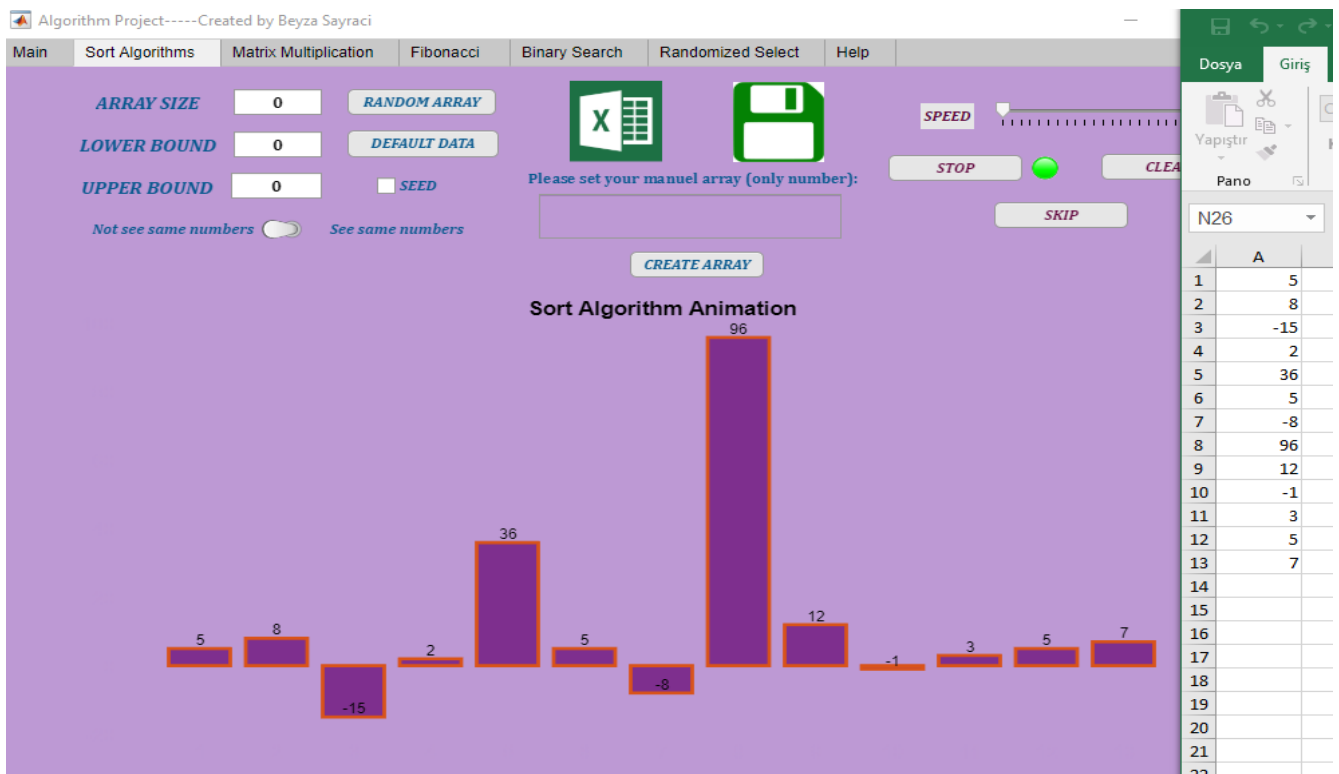 Algorithm Project-----Created by Beyza Sayraci
Main Sort Algorithms Matrix Multiplication Fibonacci Binary Search Randomized Select Help
ARRAY SIZE 0 RANDOM ARRAY
LOWER BOUND 0 DEFAULT DATA
UPPER BOUND 0 SEED
Not see same numbers See same numbers
X
Please set your manuel array (only number):
CREATE ARRAY
SPEED
STOP CLEA
SKIP
Sort Algorithm Animation
96
36
12
5 8 2 5 3 5 7
-15 -8 -1
Dosya Giriş
Yapıştır
Pano
N26
A
1 5
2 8
3 -15
4 2
5 36
6 5
7 -8
8 96
9 12
10 -1
11 3
12 5
13 7
14
15
16
17
18
19
20
21
22